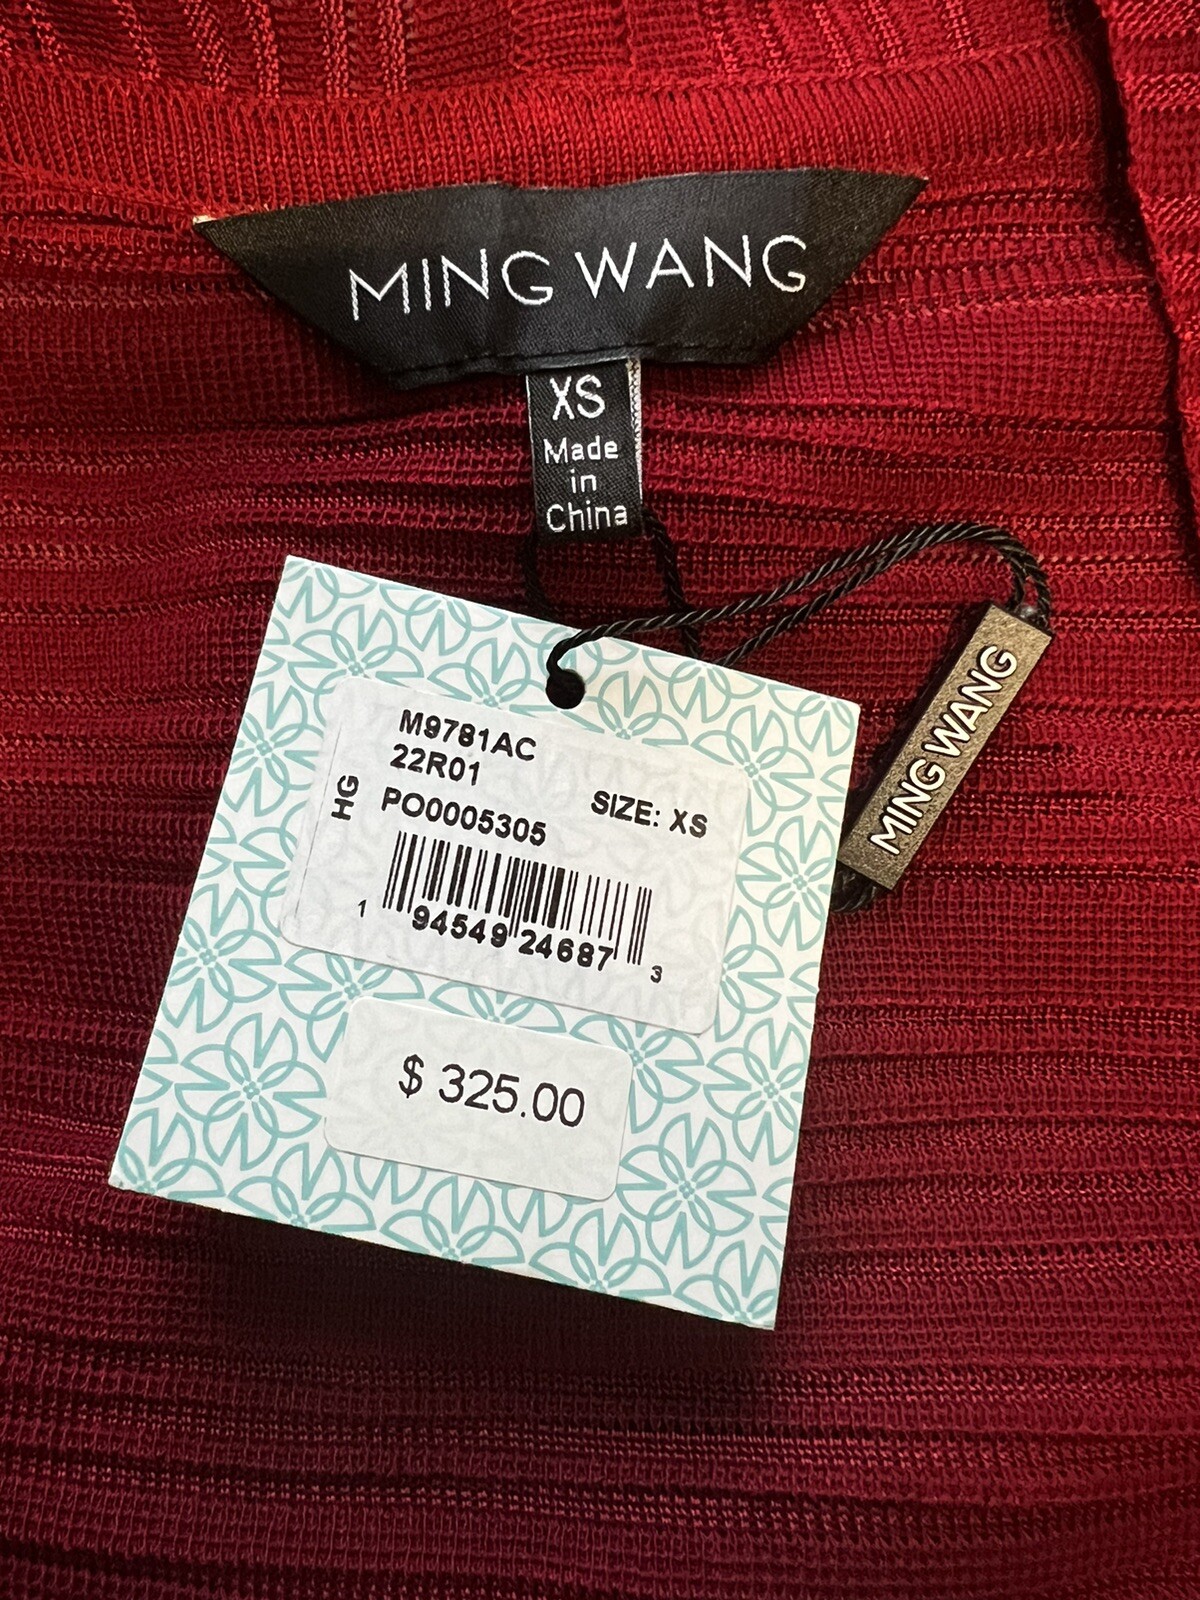 MING WANG
XS
Made
in
China
MING WANG
M9781AC
22R01
HG
PO0005305
SIZE: XS
1 94549 24687 3
$ 325.00